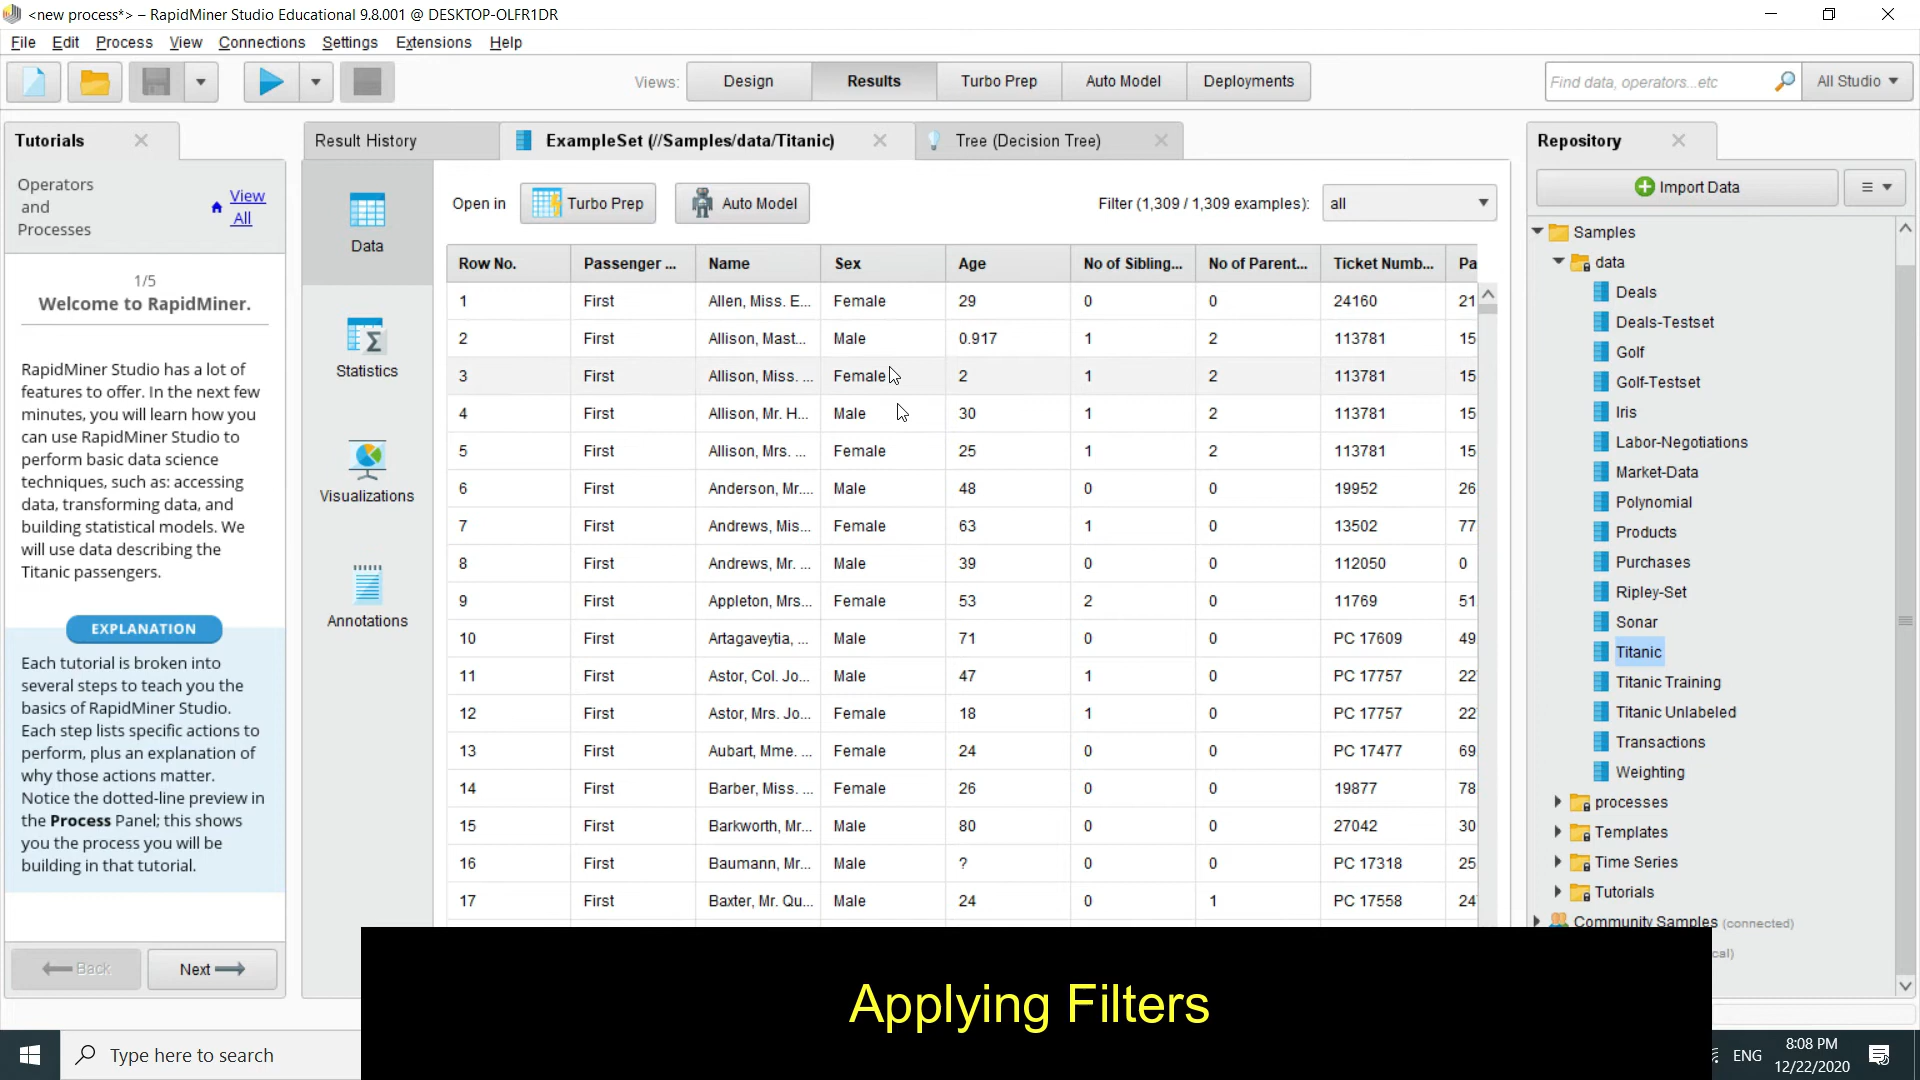 <new process*> – RapidMiner Studio Educational 9.8.001 @ DESKTOP-OLFR1DR
File Edit Process View Connections Settings Extensions Help
Views: Design Results Turbo Prep Auto Model Deployments
Find data, operators...etc All Studio
Tutorials
Operators
and
Processes
View
All
1/5
Welcome to RapidMiner.
RapidMiner Studio has a lot of
features to offer. In the next few
minutes, you will learn how you
can use RapidMiner Studio to
perform basic data science
techniques, such as: accessing
data, transforming data, and
building statistical models. We
will use data describing the
Titanic passengers.
EXPLANATION
Each tutorial is broken into
several steps to teach you the
basics of RapidMiner Studio.
Each step lists specific actions to
perform, plus an explanation of
why those actions matter.
Notice the dotted-line preview in
the Process Panel; this shows
you the process you will be
building in that tutorial.
Back Next
Result History ExampleSet (//Samples/data/Titanic) Tree (Decision Tree)
Data
Statistics
Visualizations
Annotations
Open in Turbo Prep Auto Model Filter (1,309 / 1,309 examples): all
Row No. Passenger ... Name Sex Age No of Sibling... No of Parent... Ticket Numb... Pa
1 First Allen, Miss. E... Female 29 0 0 24160 21
2 First Allison, Mast... Male 0.917 1 2 113781 15
3 First Allison, Miss. ... Female 2 1 2 113781 15
4 First Allison, Mr. H... Male 30 1 2 113781 15
5 First Allison, Mrs. ... Female 25 1 2 113781 15
6 First Anderson, Mr.... Male 48 0 0 19952 26
7 First Andrews, Mis... Female 63 1 0 13502 77
8 First Andrews, Mr. ... Male 39 0 0 112050 0
9 First Appleton, Mrs... Female 53 2 0 11769 51
10 First Artagaveytia, ... Male 71 0 0 PC 17609 49
11 First Astor, Col. Jo... Male 47 1 0 PC 17757 22
12 First Astor, Mrs. Jo... Female 18 1 0 PC 17757 22
13 First Aubart, Mme. ... Female 24 0 0 PC 17477 69
14 First Barber, Miss. ... Female 26 0 0 19877 78
15 First Barkworth, Mr... Male 80 0 0 27042 30
16 First Baumann, Mr... Male ? 0 0 PC 17318 25
17 First Baxter, Mr. Qu... Male 24 0 1 PC 17558 24
Repository
Import Data
Samples
data
Deals
Deals-Testset
Golf
Golf-Testset
Iris
Labor-Negotiations
Market-Data
Polynomial
Products
Purchases
Ripley-Set
Sonar
Titanic
Titanic Training
Titanic Unlabeled
Transactions
Weighting
processes
Templates
Time Series
Tutorials
Community Samples (connected)
cal)
Applying Filters
Type here to search
ENG 8:08 PM
12/22/2020